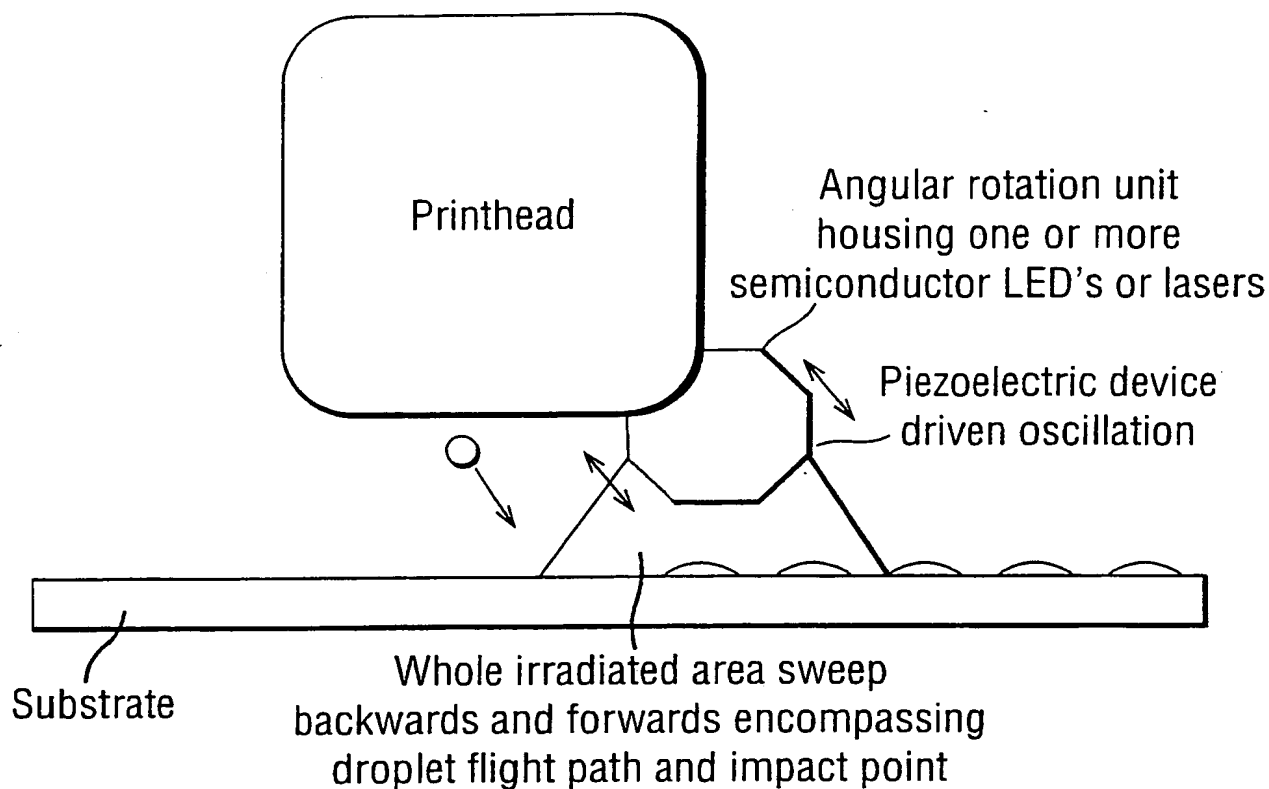 Printhead
Angular rotation unit
housing one or more
semiconductor LED's or lasers
Piezoelectric device
driven oscillation
Substrate
Whole irradiated area sweep
backwards and forwards encompassing
droplet flight path and impact point